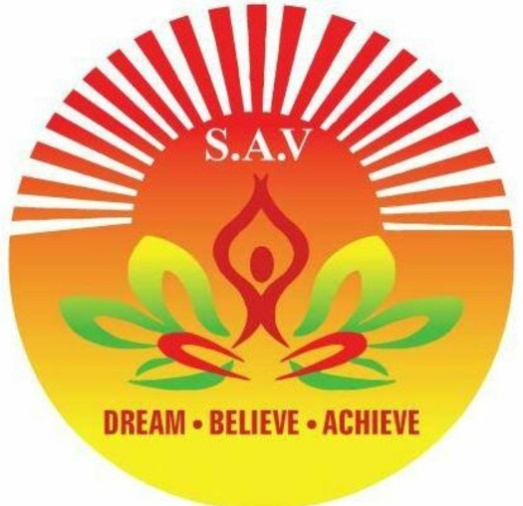 S.A.V
DREAM • BELIEVE • ACHIEVE